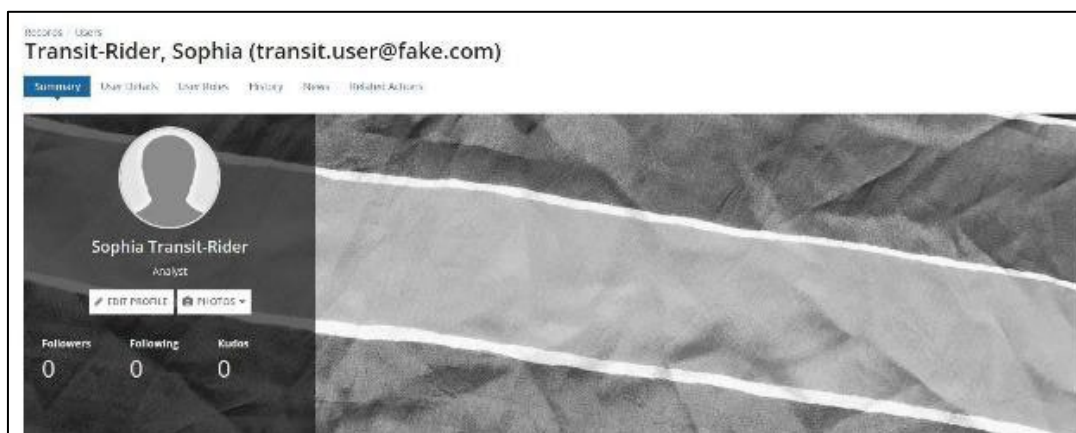 Records / Users
Transit-Rider, Sophia (transit.user@fake.com)
Summary User Details User Roles History News Related Actions
Sophia Transit-Rider
Analyst
EDIT PROFILE PHOTOS
Followers Following Kudos
0 0 0